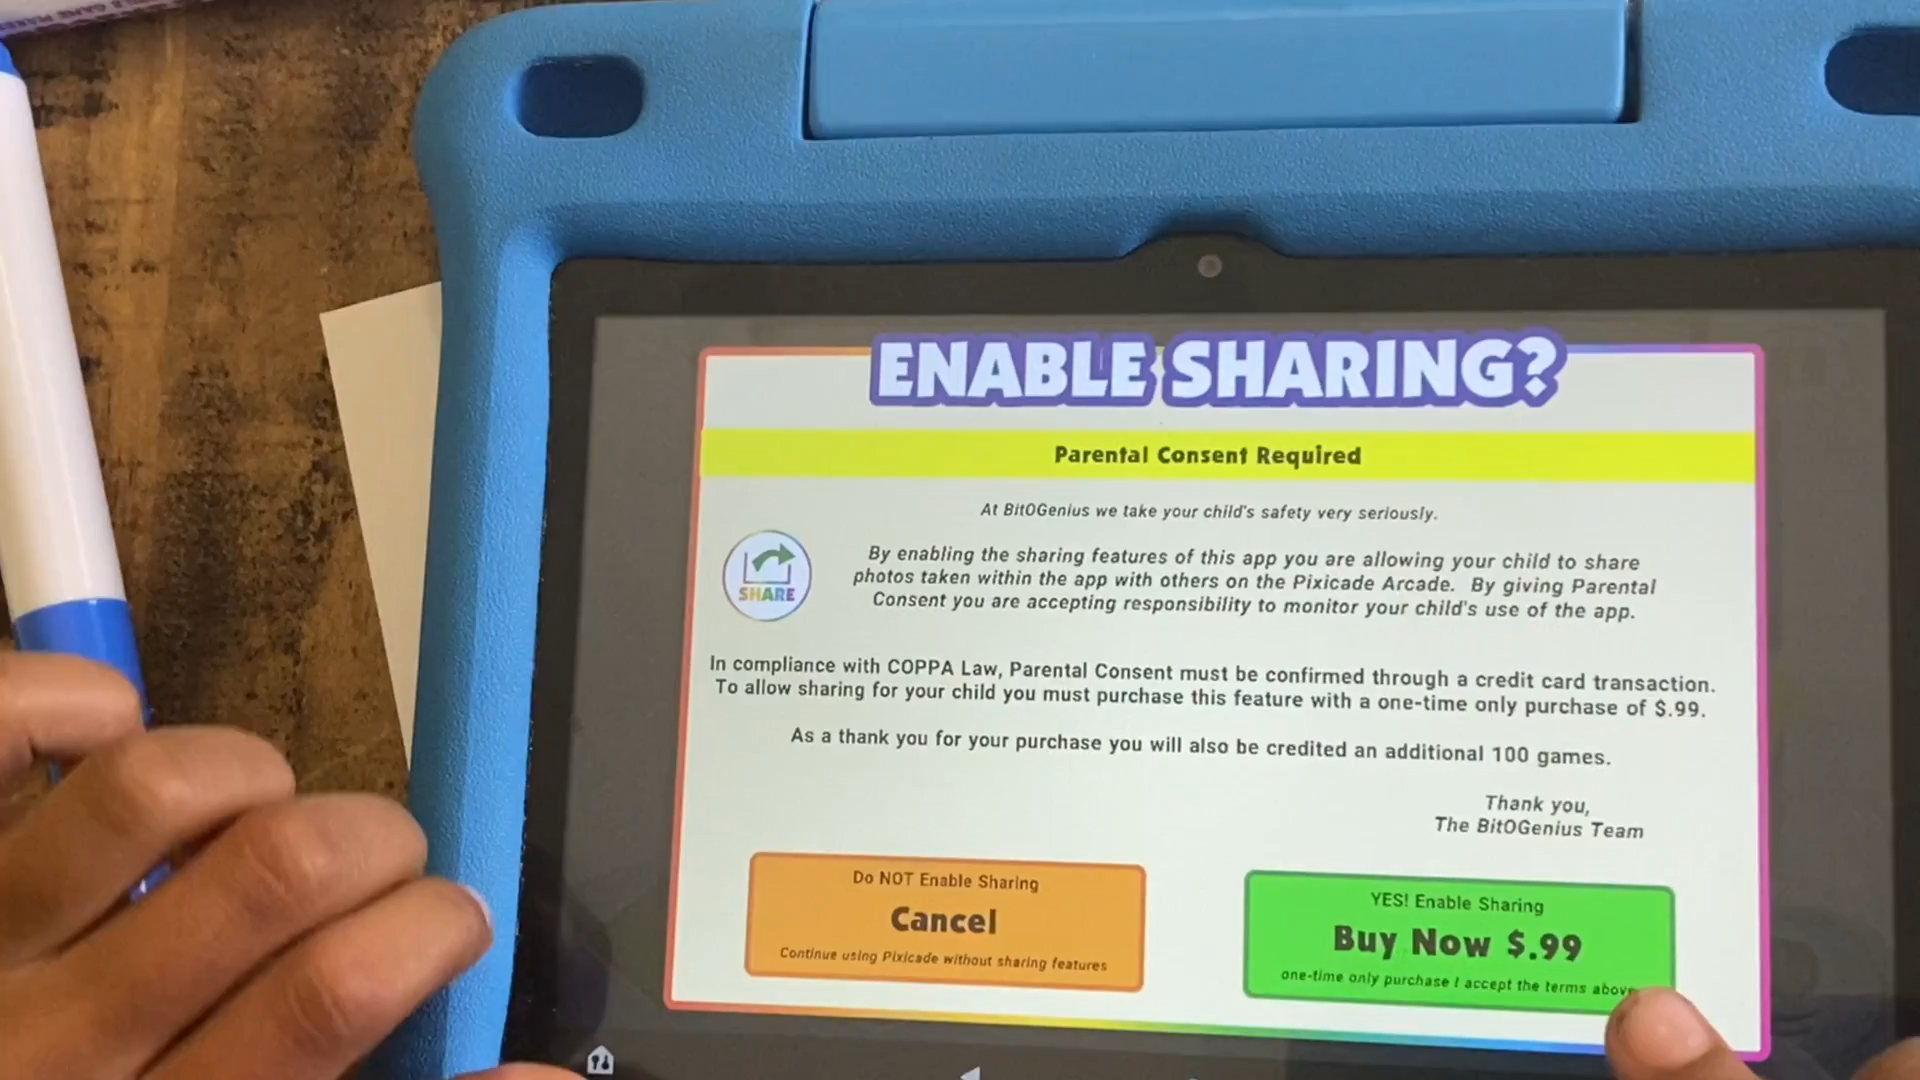 ENABLE SHARING?
Parental Consent Required
At BitOGenius we take your child's safety very seriously.
SHARE
By enabling the sharing features of this app you are allowing your child to share
photos taken within the app with others on the Pixicade Arcade. By giving Parental
Consent you are accepting responsibility to monitor your child's use of the app.
In compliance with COPPA Law, Parental Consent must be confirmed through a credit card transaction.
To allow sharing for your child you must purchase this feature with a one-time only purchase of $.99.
As a thank you for your purchase you will also be credited an additional 100 games.
Thank you,
The BitOGenius Team
Do NOT Enable Sharing
Cancel
Continue using Pixicade without sharing features
YES! Enable Sharing
Buy Now $.99
one-time only purchase I accept the terms above